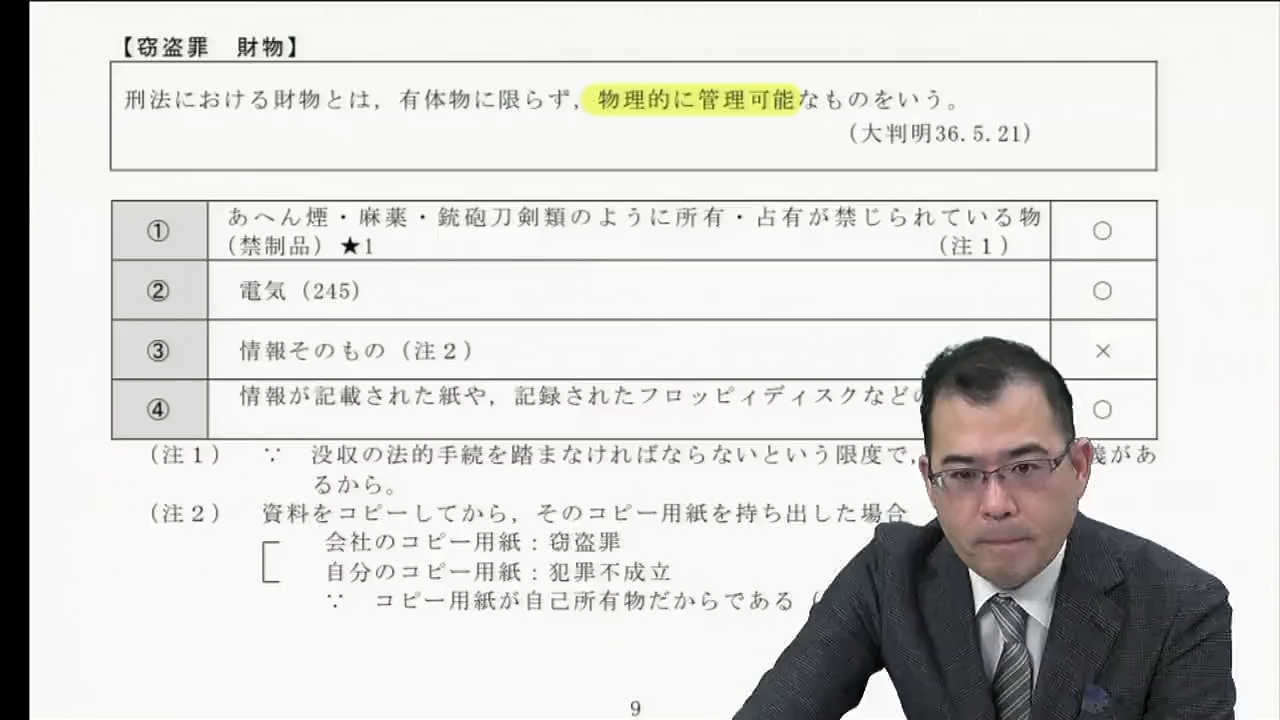 【窃盗罪　財物】
刑法における財物とは，有体物に限らず，物理的に管理可能なものをいう。
（大判明36.5.21）
① あへん煙・麻薬・銃砲刀剣類のように所有・占有が禁じられている物 ○
（禁制品）★1 （注１）
② 電気（245） ○
③ 情報そのもの（注２） ×
④ 情報が記載された紙や，記録されたフロッピィディスクなどの ○
（注１） ∵ 没収の法的手続を踏まなければならないという限度で， があ
るから。
（注２） 資料をコピーしてから，そのコピー用紙を持ち出した場合
会社のコピー用紙：窃盗罪
自分のコピー用紙：犯罪不成立
∵ コピー用紙が自己所有物だからである（
9